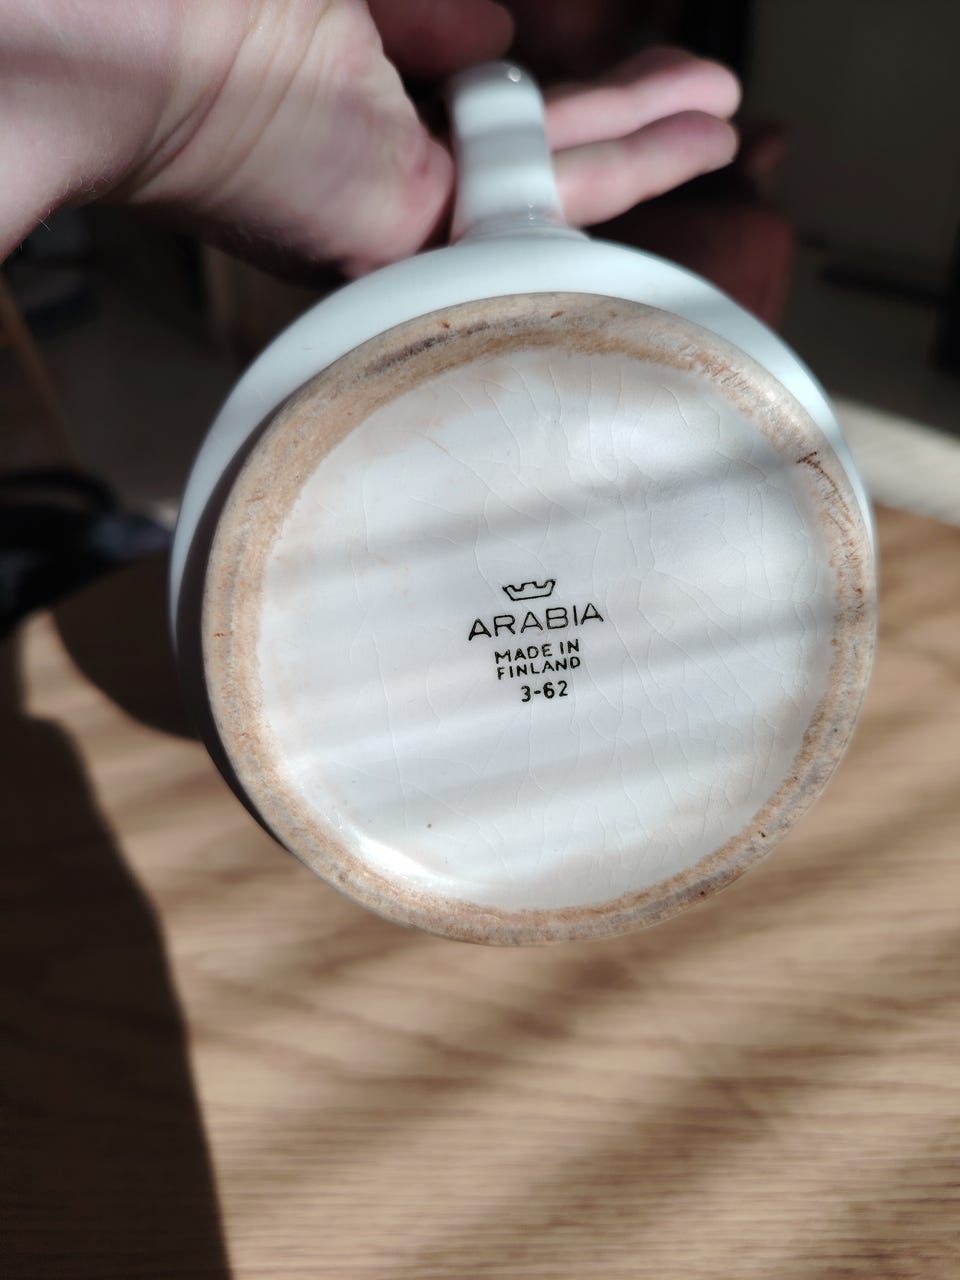 ARABIA
MADE IN
FINLAND
3-62